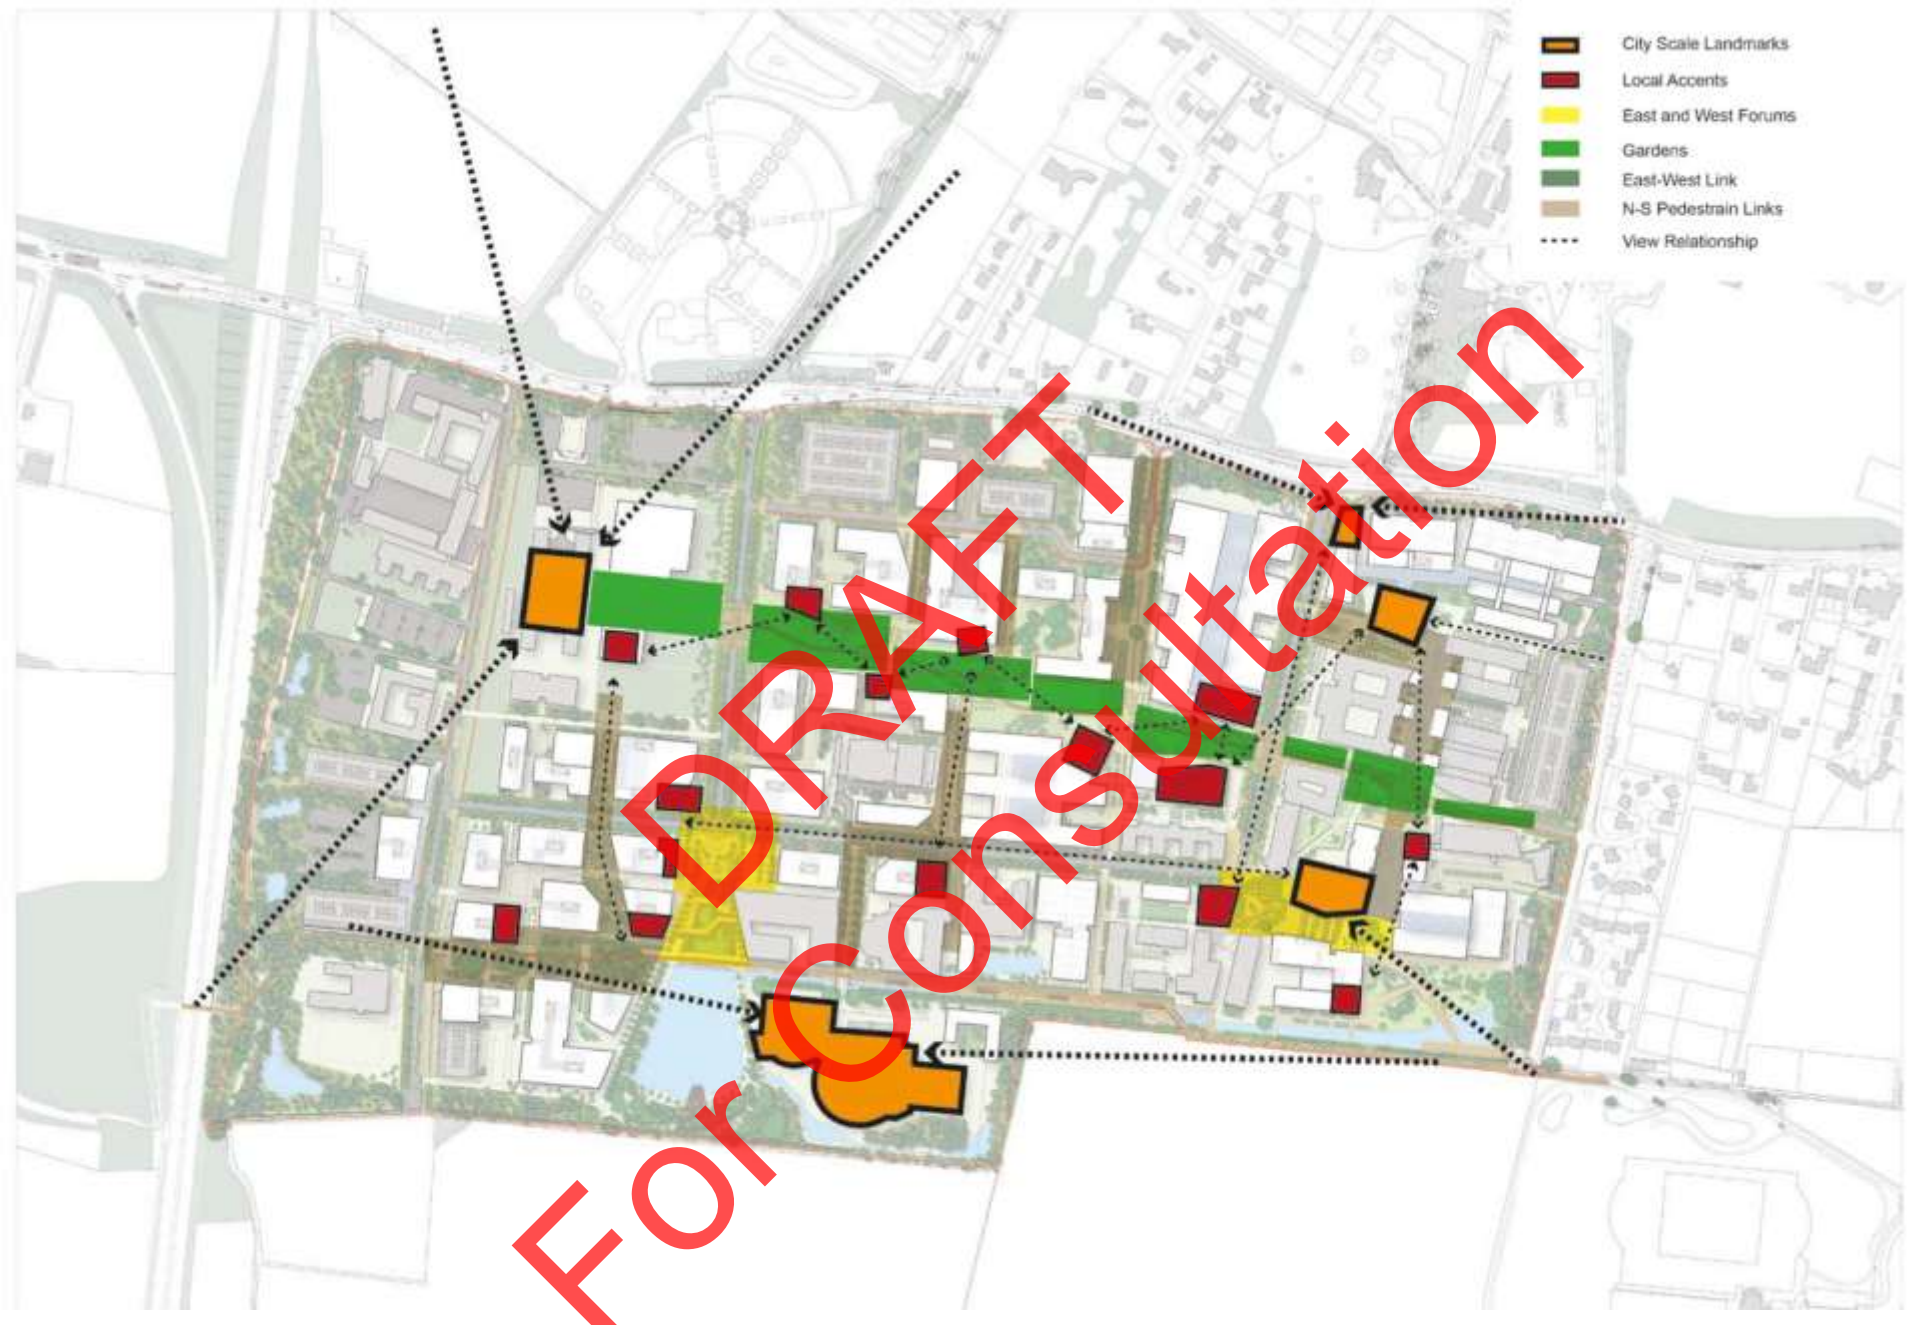 City Scale Landmarks
Local Accents
East and West Forums
Gardens
East-West Link
N-S Pedestrain Links
View Relationship
DRAFT
For Consultation